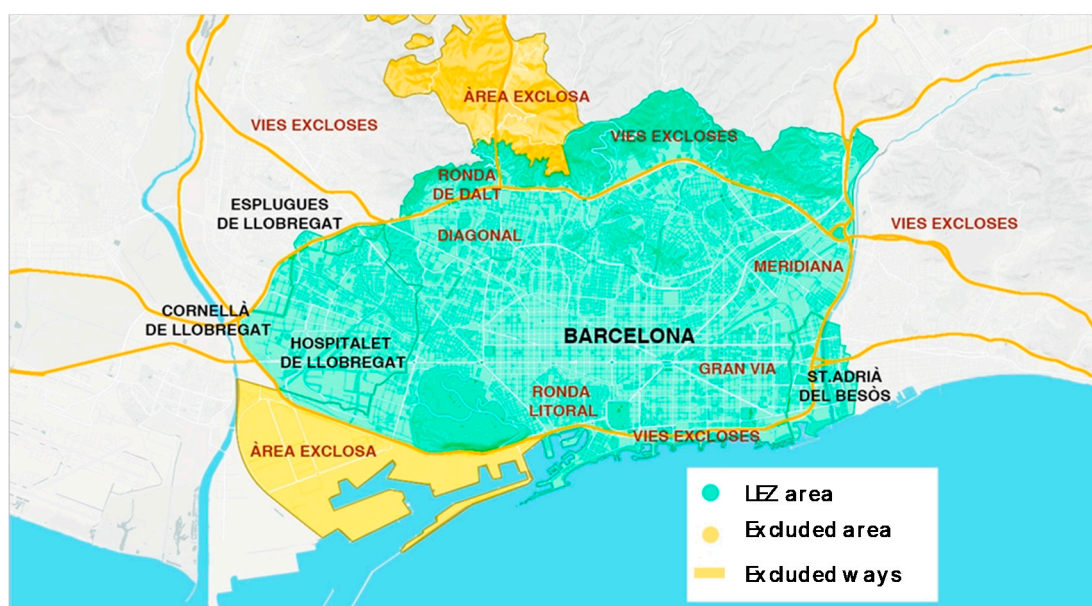 ÀREA EXCLOSA
VIES EXCLOSES
VIES EXCLOSES
RONDA
DE DALT
ESPLUGUES
DE LLOBREGAT
DIAGONAL
VIES EXCLOSES
MERIDIANA
CORNELLÀ
DE LLOBREGAT
HOSPITALET
DE LLOBREGAT
BARCELONA
GRAN VIA
ST.ADRIÀ
DEL BESÒS
RONDA
LITORAL
VIES EXCLOSES
ÀREA EXCLOSA
LEZ area
Excluded area
Excluded ways